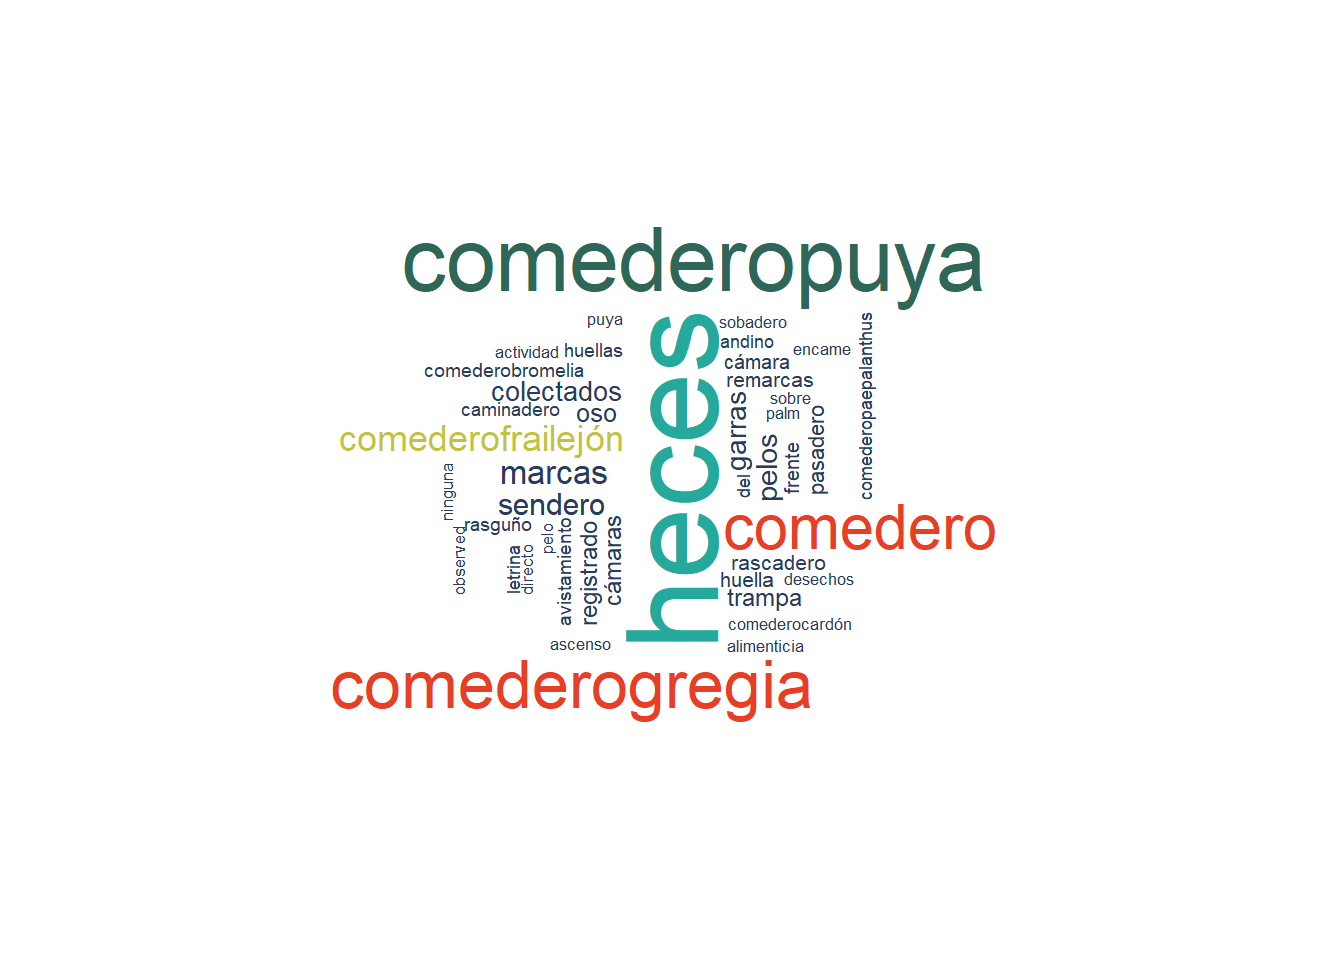 comederopuya
puya
sobadero
andino
actividad
huellas
encame
cámara
comederobromelia
remarcas
colectados
sobre
caminadero
oso
palm
comederofrailejón
heces
garras
pelos
frente
pasadero
comederopaepalanthus
del
marcas
ninguna
sendero
comedero
rasguño
observed
letrina
directo
pelo
avistamiento
registrado
cámaras
rascadero
huella
desechos
trampa
comederocardón
ascenso
alimenticia
comederogregia